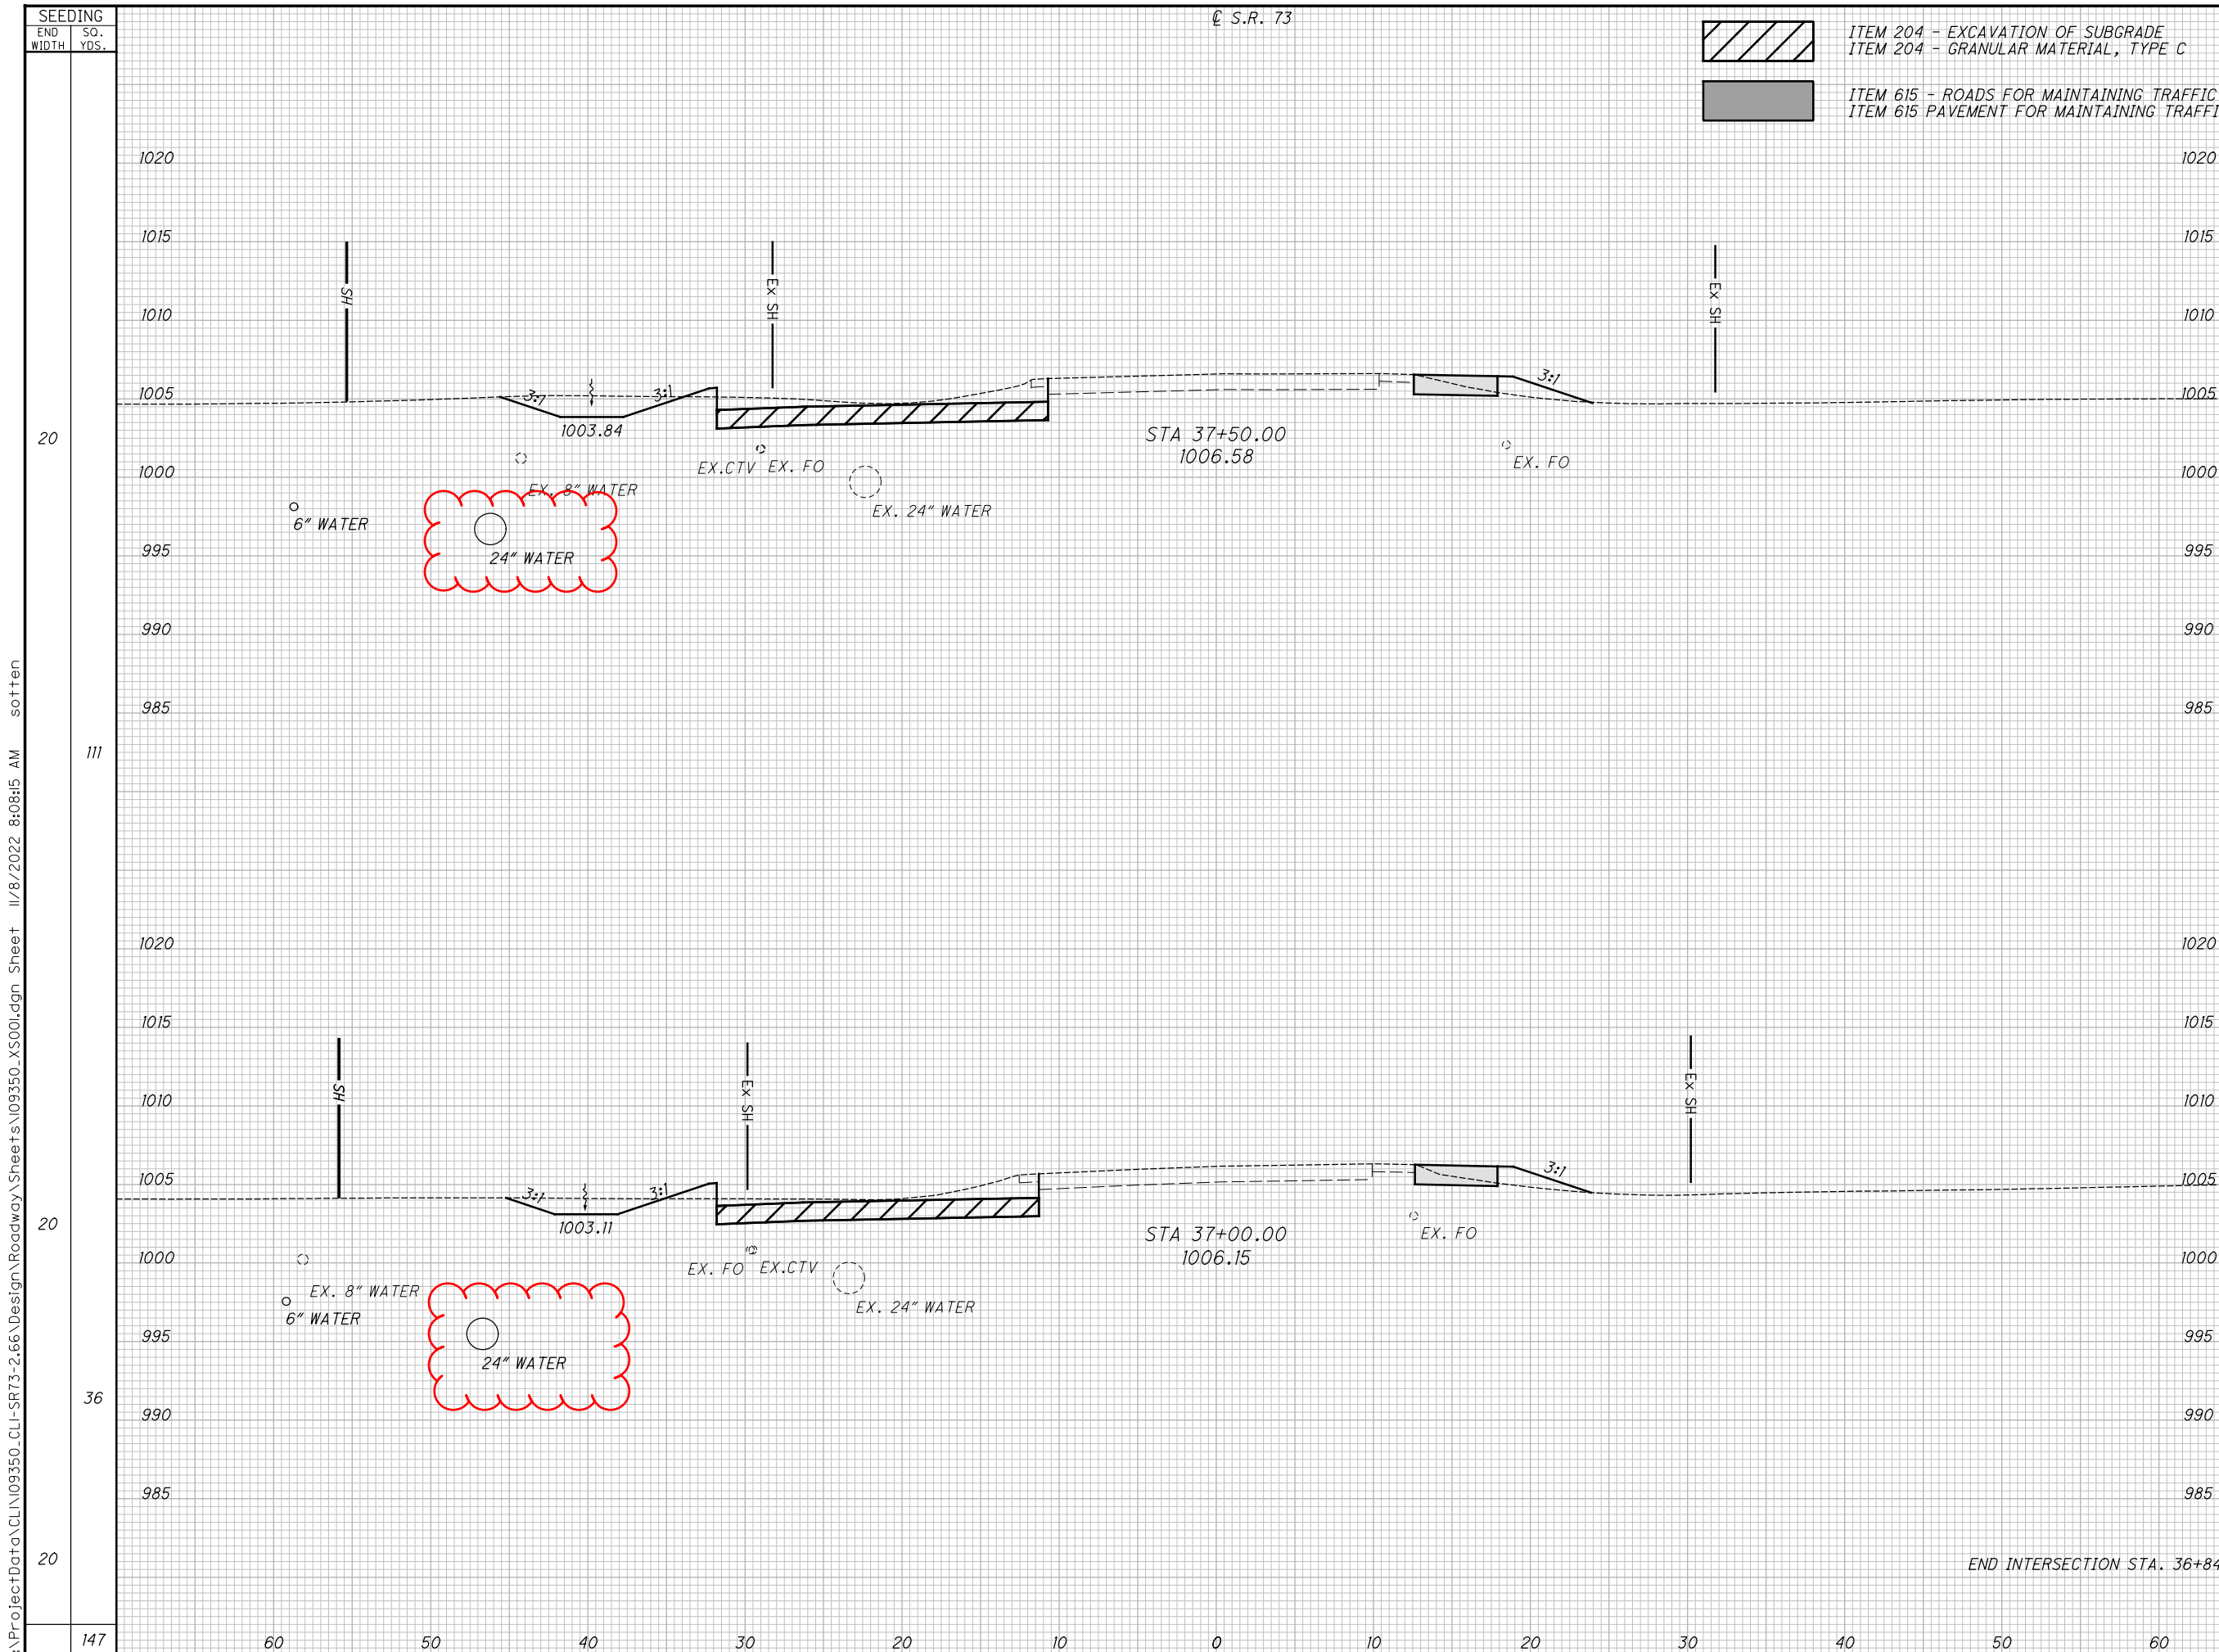 SEEDING
END WIDTH
SQ. YDS.
℄ S.R. 73
ITEM 204 - EXCAVATION OF SUBGRADE
ITEM 204 - GRANULAR MATERIAL, TYPE C
ITEM 615 - ROADS FOR MAINTAINING TRAFFIC
ITEM 615 PAVEMENT FOR MAINTAINING TRAFFI
1020 1020
1015 1015
SH
Ex SH
Ex SH
1010 1010
1005 1005
3:1 3:1 3:1
1003.84
STA 37+50.00
1006.58
20
EX.CTV EX. FO
EX. FO
1000 1000
EX. 8" WATER
EX. 24" WATER
6" WATER
24" WATER
995 995
990 990
985 985
111
1020 1020
1015 1015
SH
Ex SH
Ex SH
1010 1010
1005 1005
3:1 3:1 3:1
20
1003.11
STA 37+00.00
1006.15
EX. FO
1000 1000
EX. FO EX.CTV
EX. 8" WATER
EX. 24" WATER
6" WATER
995 995
24" WATER
36
990 990
985 985
20
END INTERSECTION STA. 36+84
147
60 50 40 30 20 10 0 10 20 30 40 50 60
\ProjectData\CLI\109350_CLI-SR73-2.66\Design\Roadway\Sheets\109350_XS001.dgn Sheet 11/8/2022 8:08:15 AM sotten